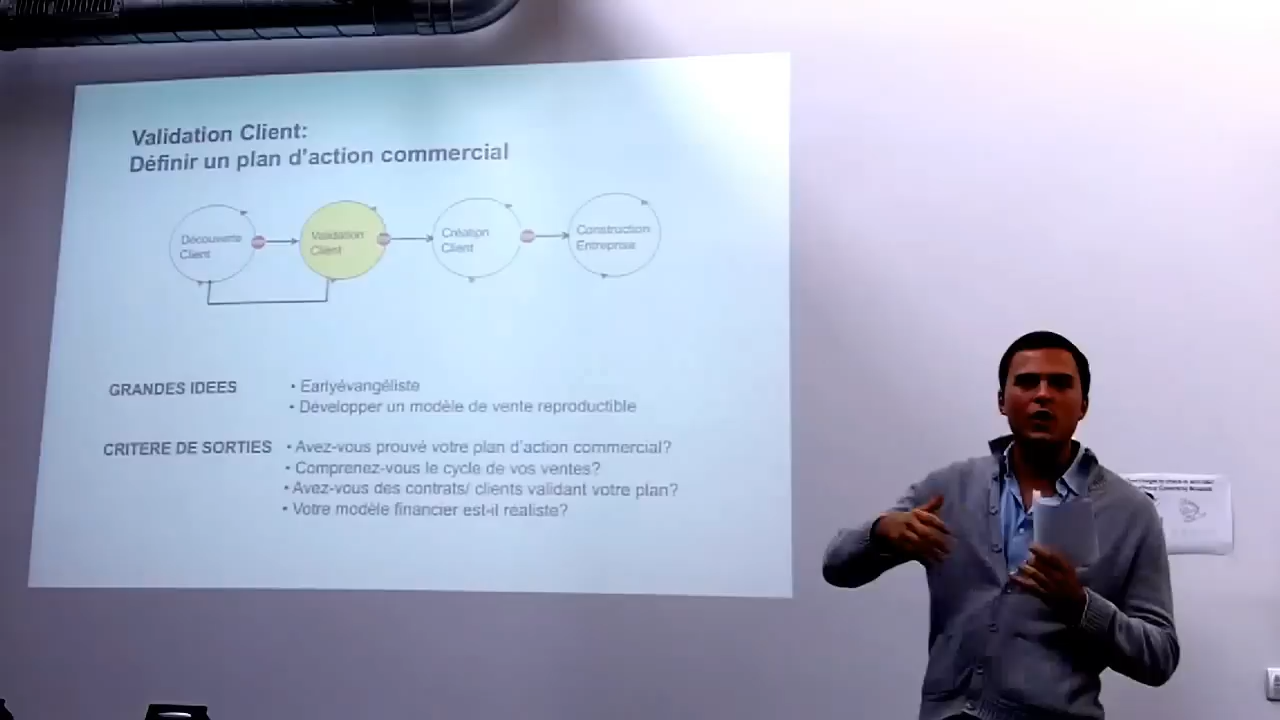 Validation Client:
Définir un plan d'action commercial
Découverte
Client
Validation
Client
Création
Client
Construction
Entreprise
GRANDES IDEES
• Earlyévangéliste
• Développer un modèle de vente reproductible
CRITERE DE SORTIES
• Avez-vous prouvé votre plan d'action commercial?
• Comprenez-vous le cycle de vos ventes?
• Avez-vous des contrats/ clients validant votre plan?
• Votre modèle financier est-il réaliste?